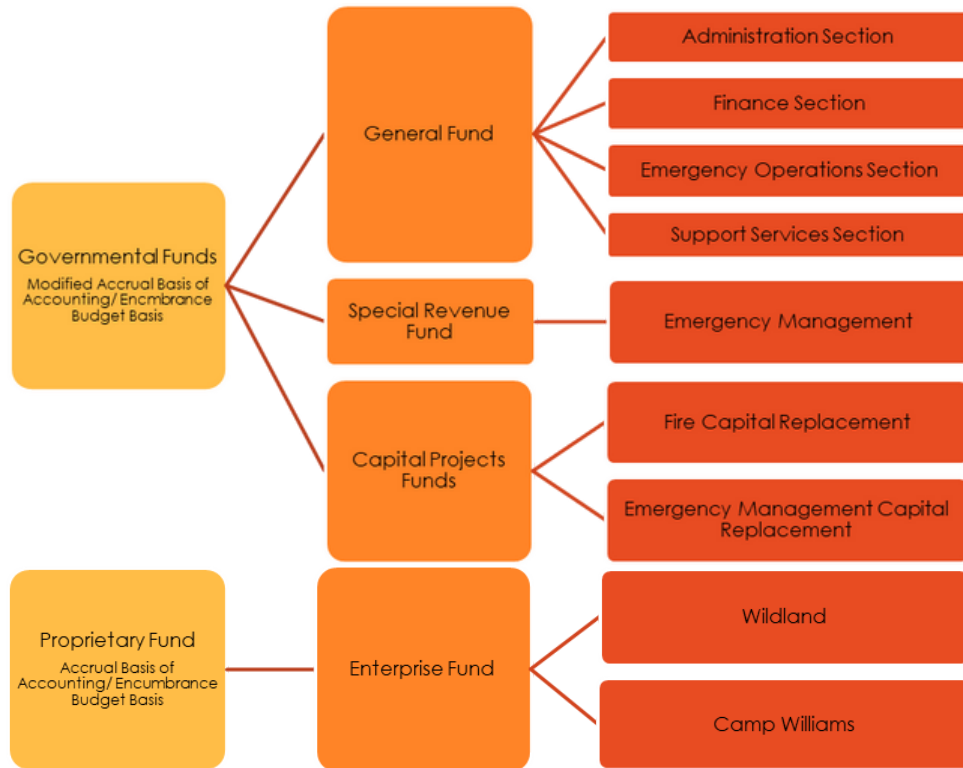 Governmental Funds
Modified Accrual Basis of
Accounting/ Encmbrance
Budget Basis
General Fund
Administration Section
Finance Section
Emergency Operations Section
Support Services Section
Special Revenue
Fund
Emergency Management
Capital Projects
Funds
Fire Capital Replacement
Emergency Management Capital
Replacement
Proprietary Fund
Accrual Basis of
Accounting/ Encumbrance
Budget Basis
Enterprise Fund
Wildland
Camp Williams